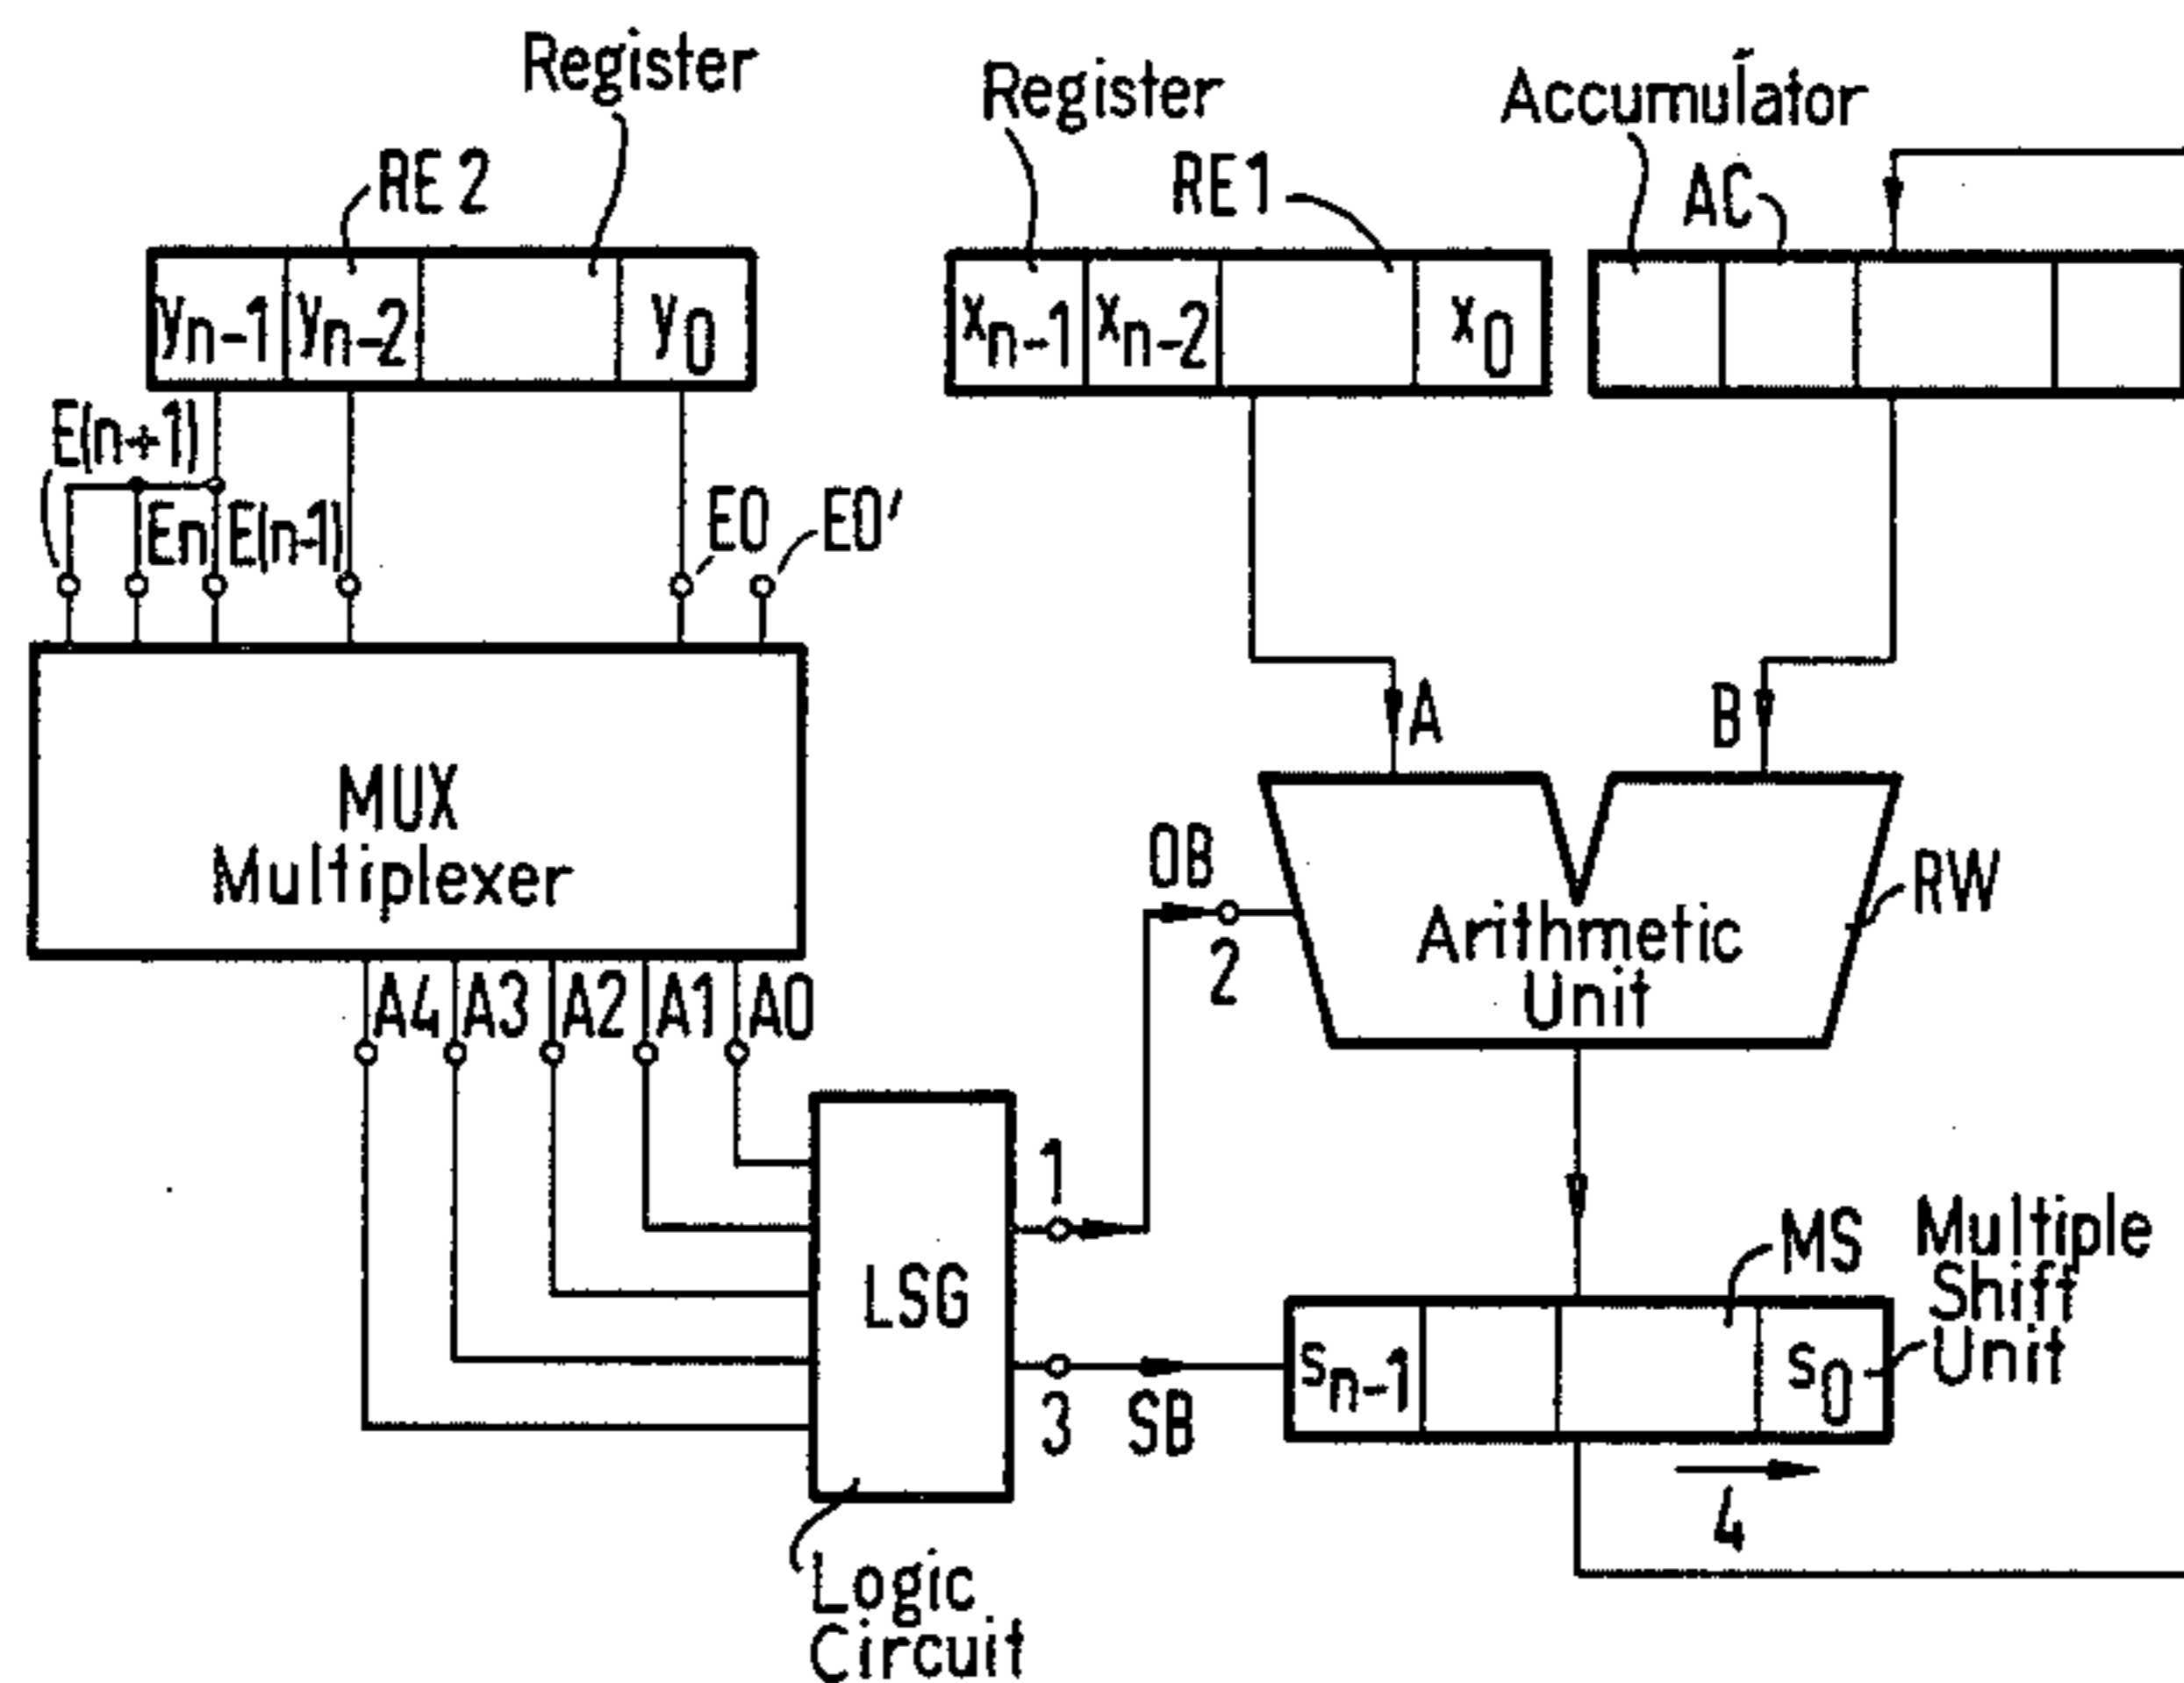 Register
Register
Accumulator
RE 2
RE 1
AC
yn-1 yn-2 y0
xn-1 xn-2 x0
E(n+1)
En E(n-1)
E0
E0'
A
B
MUX
Multiplexer
OB
2
Arithmetic
Unit
RW
A4 A3 A2 A1 A0
1
LSG
MS
Multiple
Shift
Unit
sn-1
s0
3
SB
4
Logic
Circuit